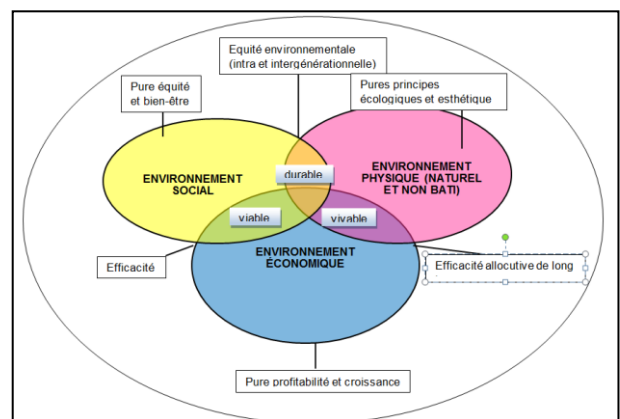 Equité environnementale
(intra et intergénérationnelle)
Pure équité
et bien-être
Pures principes
écologiques et esthétique
ENVIRONNEMENT
SOCIAL
durable
ENVIRONNEMENT
PHYSIQUE (NATUREL
ET NON BATI)
viable
vivable
ENVIRONNEMENT
ÉCONOMIQUE
Efficacité
Efficacité allocutive de long
Pure profitabilité et croissance